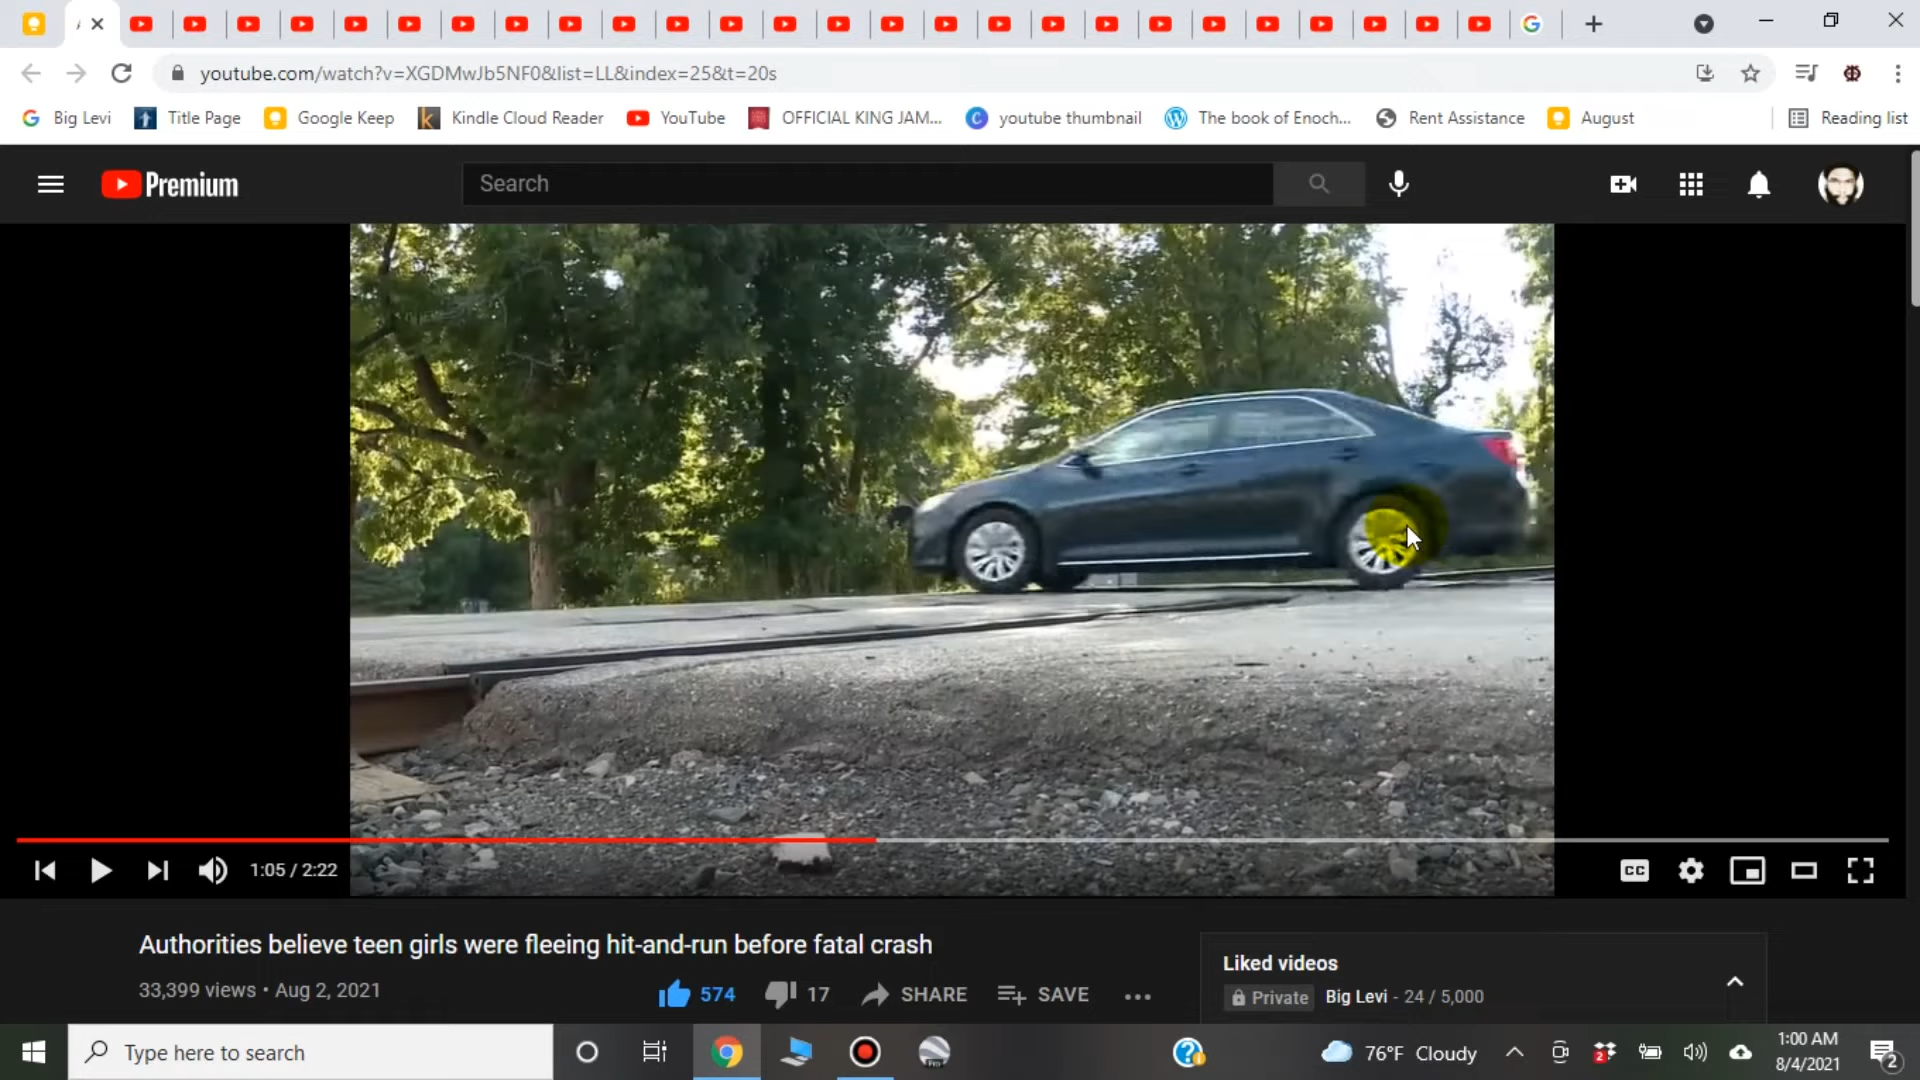 youtube.com/watch?v=XGDMwJb5NF0&list=LL&index=25&t=20s
Big Levi Title Page Google Keep Kindle Cloud Reader YouTube OFFICIAL KING JAM... youtube thumbnail The book of Enoch... Rent Assistance August Reading list
Premium Search
1:05 / 2:22 CC
Authorities believe teen girls were fleeing hit-and-run before fatal crash
33,399 views • Aug 2, 2021 574 17 SHARE SAVE
Liked videos
Private Big Levi - 24 / 5,000
Type here to search 76°F Cloudy 1:00 AM
8/4/2021